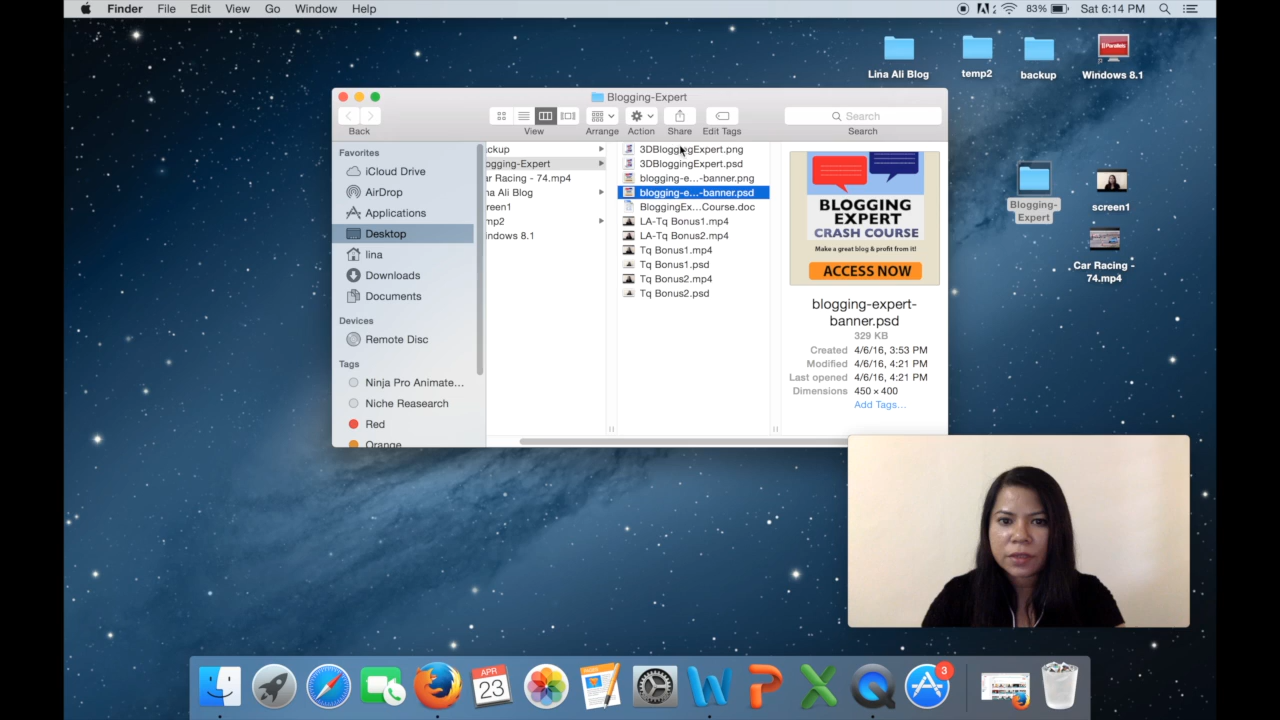 Finder File Edit View Go Window Help
83% Sat 6:14 PM
Lina Ali Blog
temp2
backup
Windows 8.1
Parallels
Blogging-Expert
Search
Back
View
Arrange
Action
Share
Edit Tags
Search
Favorites
iCloud Drive
AirDrop
Applications
Desktop
lina
Downloads
Documents
Devices
Remote Disc
Tags
Ninja Pro Animate...
Niche Reasearch
Red
Orange
ckup
ogging-Expert
ar Racing - 74.mp4
na Ali Blog
reen1
mp2
indows 8.1
3DBloggingExpert.png
3DBloggingExpert.psd
blogging-e...-banner.png
blogging-e...-banner.psd
BloggingEx...Course.doc
LA-Tq Bonus1.mp4
LA-Tq Bonus2.mp4
Tq Bonus1.mp4
Tq Bonus1.psd
Tq Bonus2.mp4
Tq Bonus2.psd
BLOGGING
EXPERT
CRASH COURSE
Make a great blog & profit from it!
ACCESS NOW
blogging-expert-
banner.psd
329 KB
Created 4/6/16, 3:53 PM
Modified 4/6/16, 4:21 PM
Last opened 4/6/16, 4:21 PM
Dimensions 450 × 400
Add Tags...
Blogging-
Expert
screen1
Car Racing -
74.mp4
APR
23
3